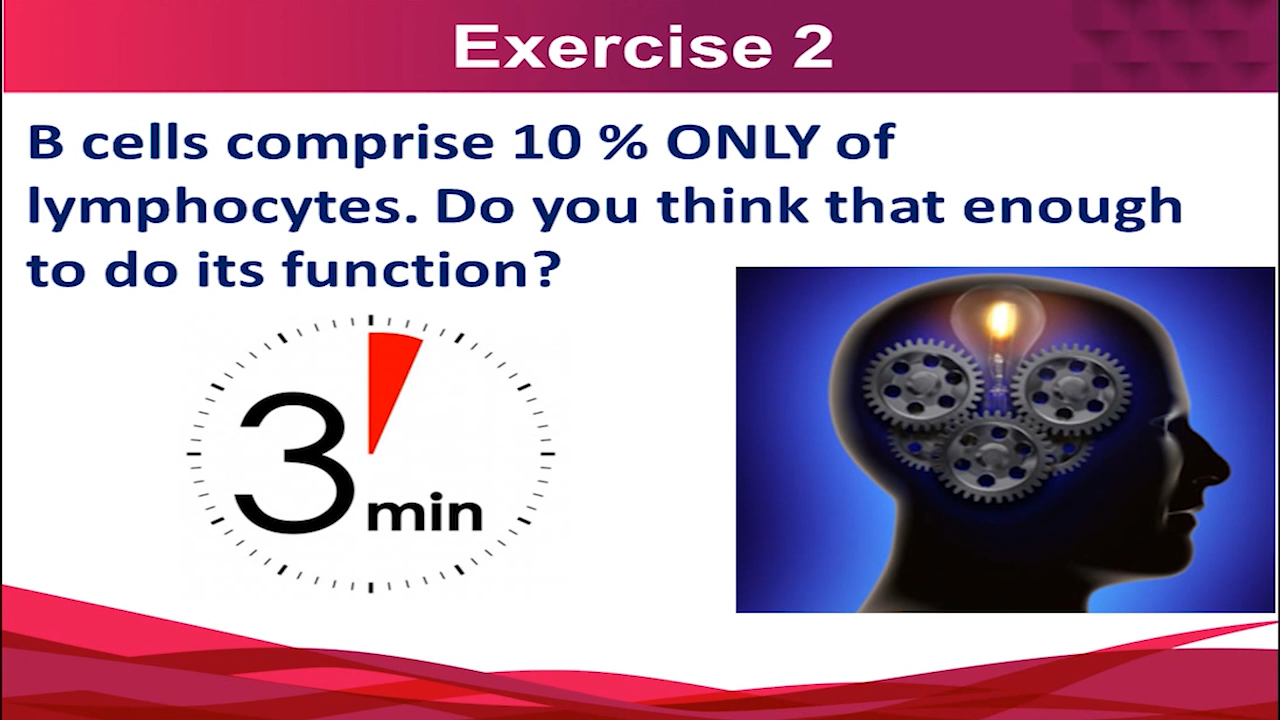 Exercise 2
B cells comprise 10 % ONLY of
lymphocytes. Do you think that enough
to do its function?
3 min